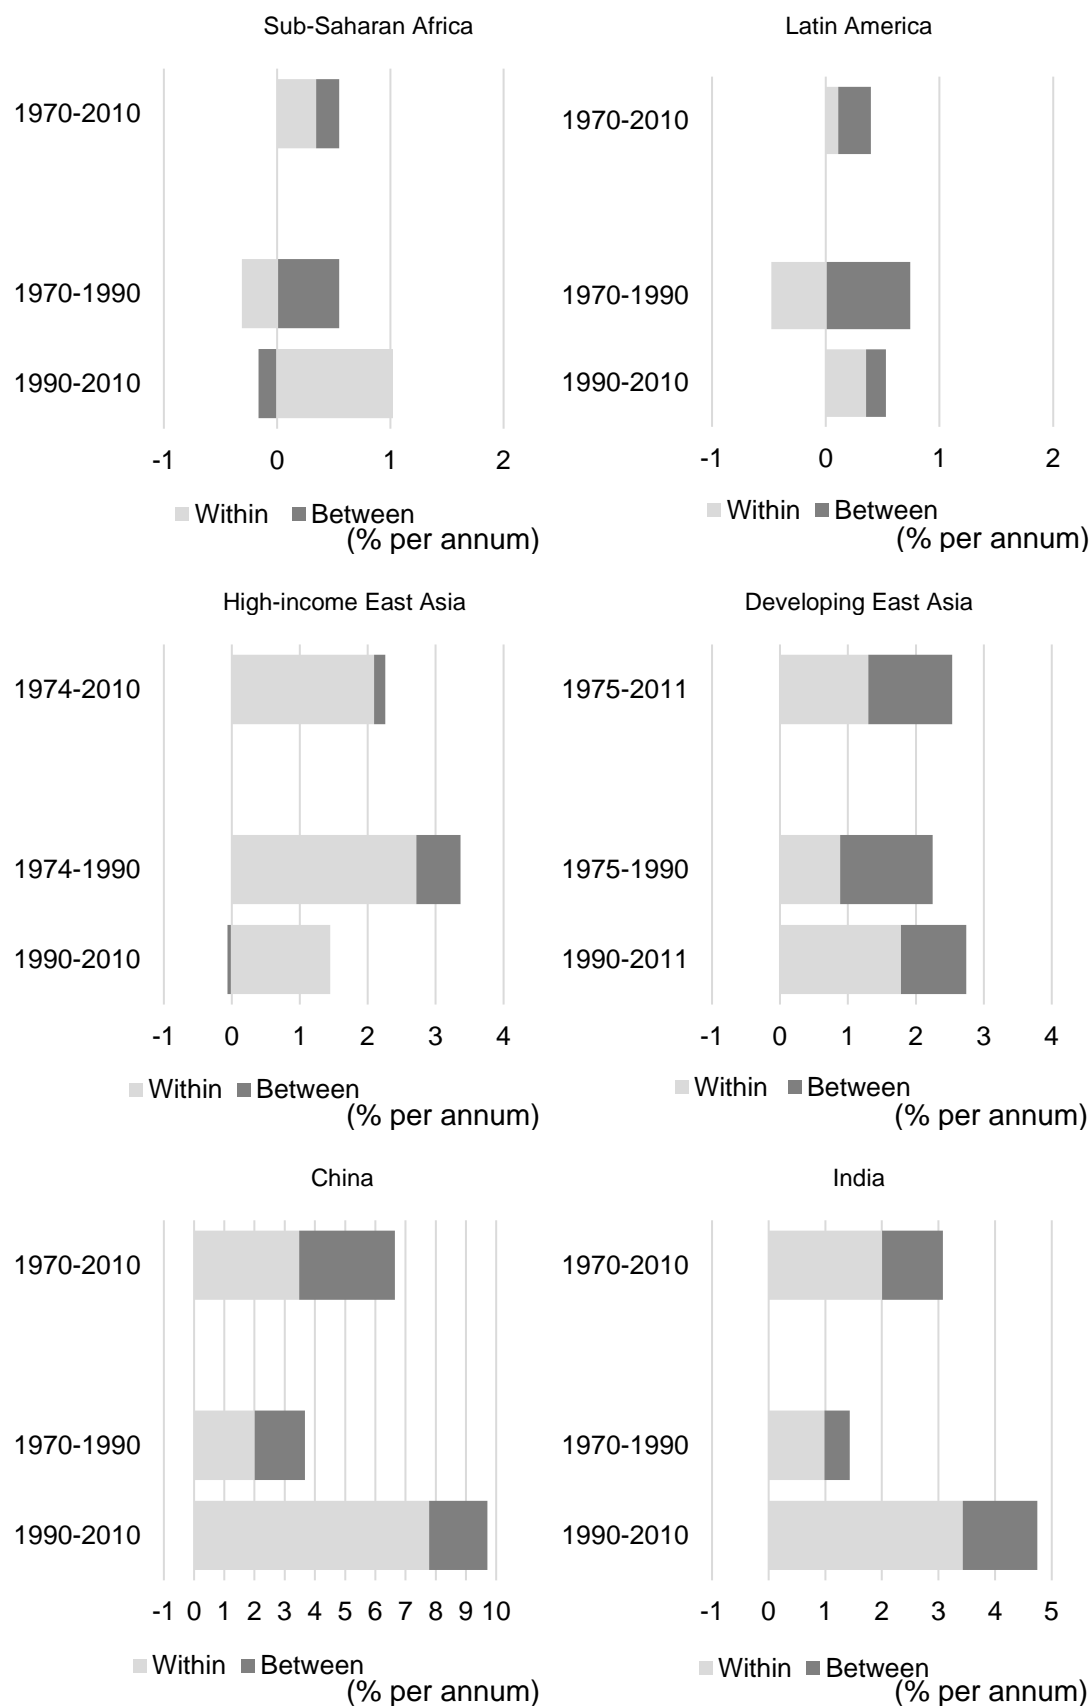 Sub-Saharan Africa
1970-2010
1970-1990
1990-2010
-1 0 1 2
Within Between
(% per annum)
Latin America
1970-2010
1970-1990
1990-2010
-1 0 1 2
Within Between
(% per annum)
High-income East Asia
1974-2010
1974-1990
1990-2010
-1 0 1 2 3 4
Within Between
(% per annum)
Developing East Asia
1975-2011
1975-1990
1990-2011
-1 0 1 2 3 4
Within Between
(% per annum)
China
1970-2010
1970-1990
1990-2010
-1 0 1 2 3 4 5 6 7 8 9 10
Within Between
(% per annum)
India
1970-2010
1970-1990
1990-2010
-1 0 1 2 3 4 5
Within Between
(% per annum)